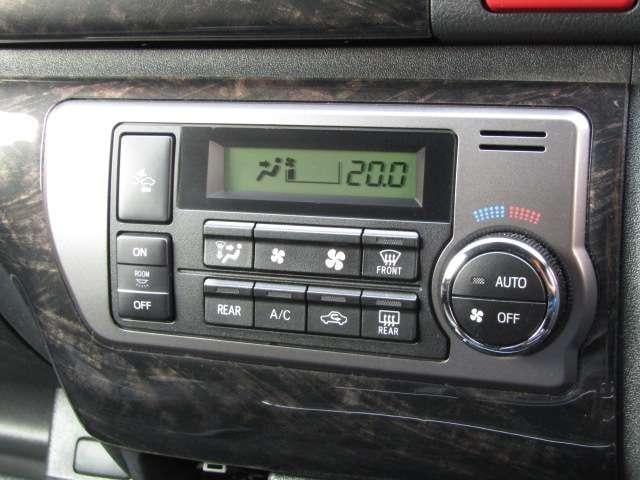 20.0
ON
ROOM
OFF
FRONT
REAR
A/C
REAR
AUTO
OFF